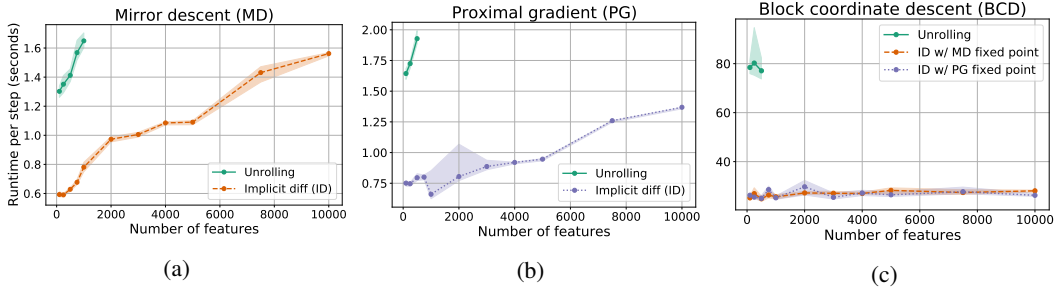 Mirror descent (MD)
Runtime per step (seconds)
1.6
1.4
1.2
1.0
0.8
0.6
Unrolling
Implicit diff (ID)
0 2000 4000 6000 8000 10000
Number of features
(a)
Proximal gradient (PG)
2.00
1.75
1.50
1.25
1.00
0.75
Unrolling
Implicit diff (ID)
0 2000 4000 6000 8000 10000
Number of features
(b)
Block coordinate descent (BCD)
80
60
40
Unrolling
ID w/ MD fixed point
ID w/ PG fixed point
0 2000 4000 6000 8000 10000
Number of features
(c)